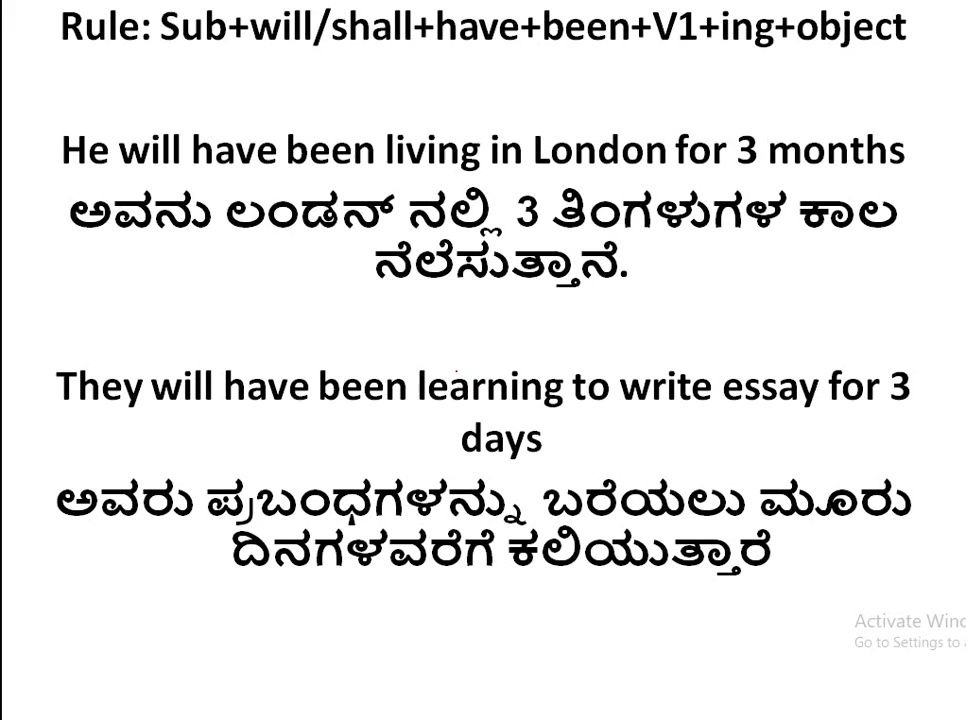 Rule: Sub+will/shall+have+been+V1+ing+object
He will have been living in London for 3 months
ಅವನು ಲಂಡನ್ ನಲ್ಲಿ 3 ತಿಂಗಳುಗಳ ಕಾಲ
ನೆಲೆಸುತ್ತಾನೆ.
They will have been learning to write essay for 3
days
ಅವರು ಪ್ರಬಂಧಗಳನ್ನು ಬರೆಯಲು ಮೂರು
ದಿನಗಳವರೆಗೆ ಕಲಿಯುತ್ತಾರೆ
Activate Winc
Go to Settings to